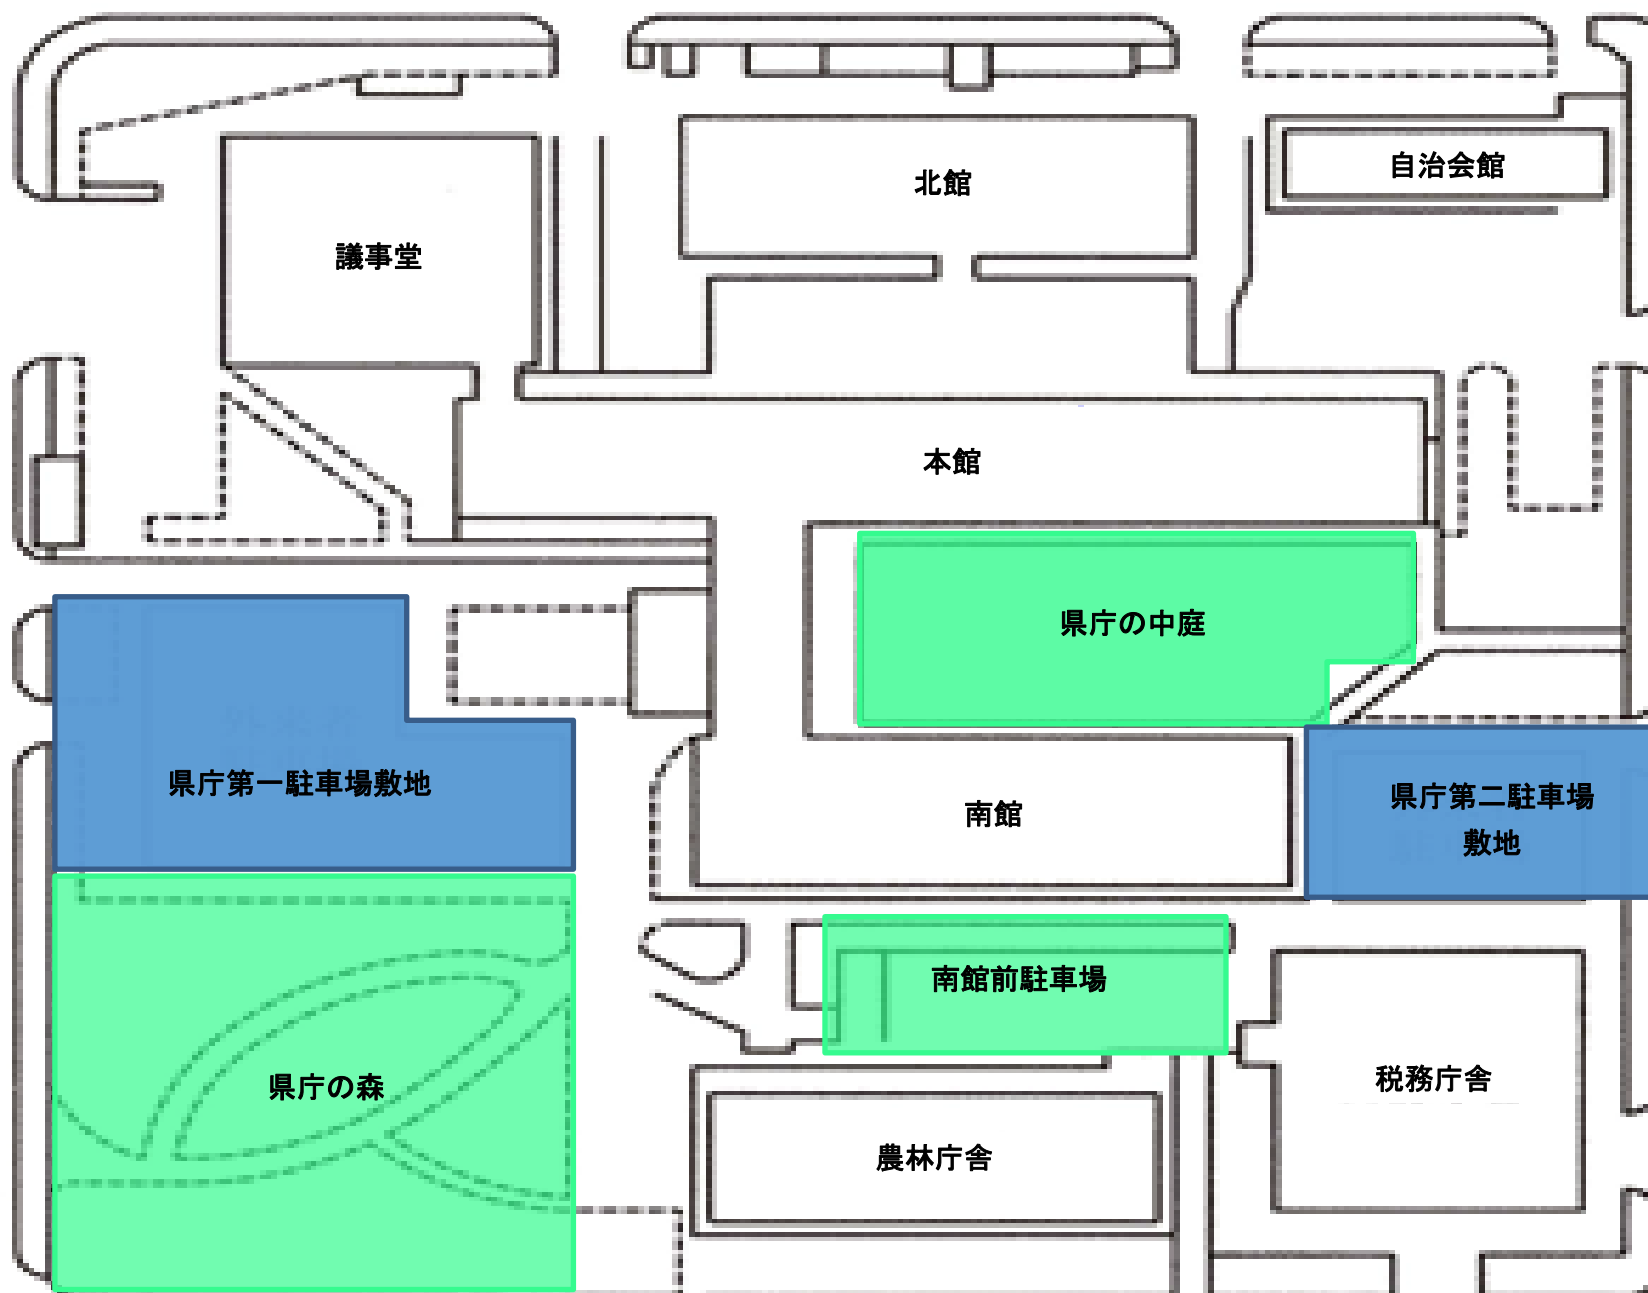 北館
自治会館
議事堂
本館
県庁の中庭
県庁第一駐車場敷地
南館
県庁第二駐車場
敷地
南館前駐車場
県庁の森
税務庁舎
農林庁舎